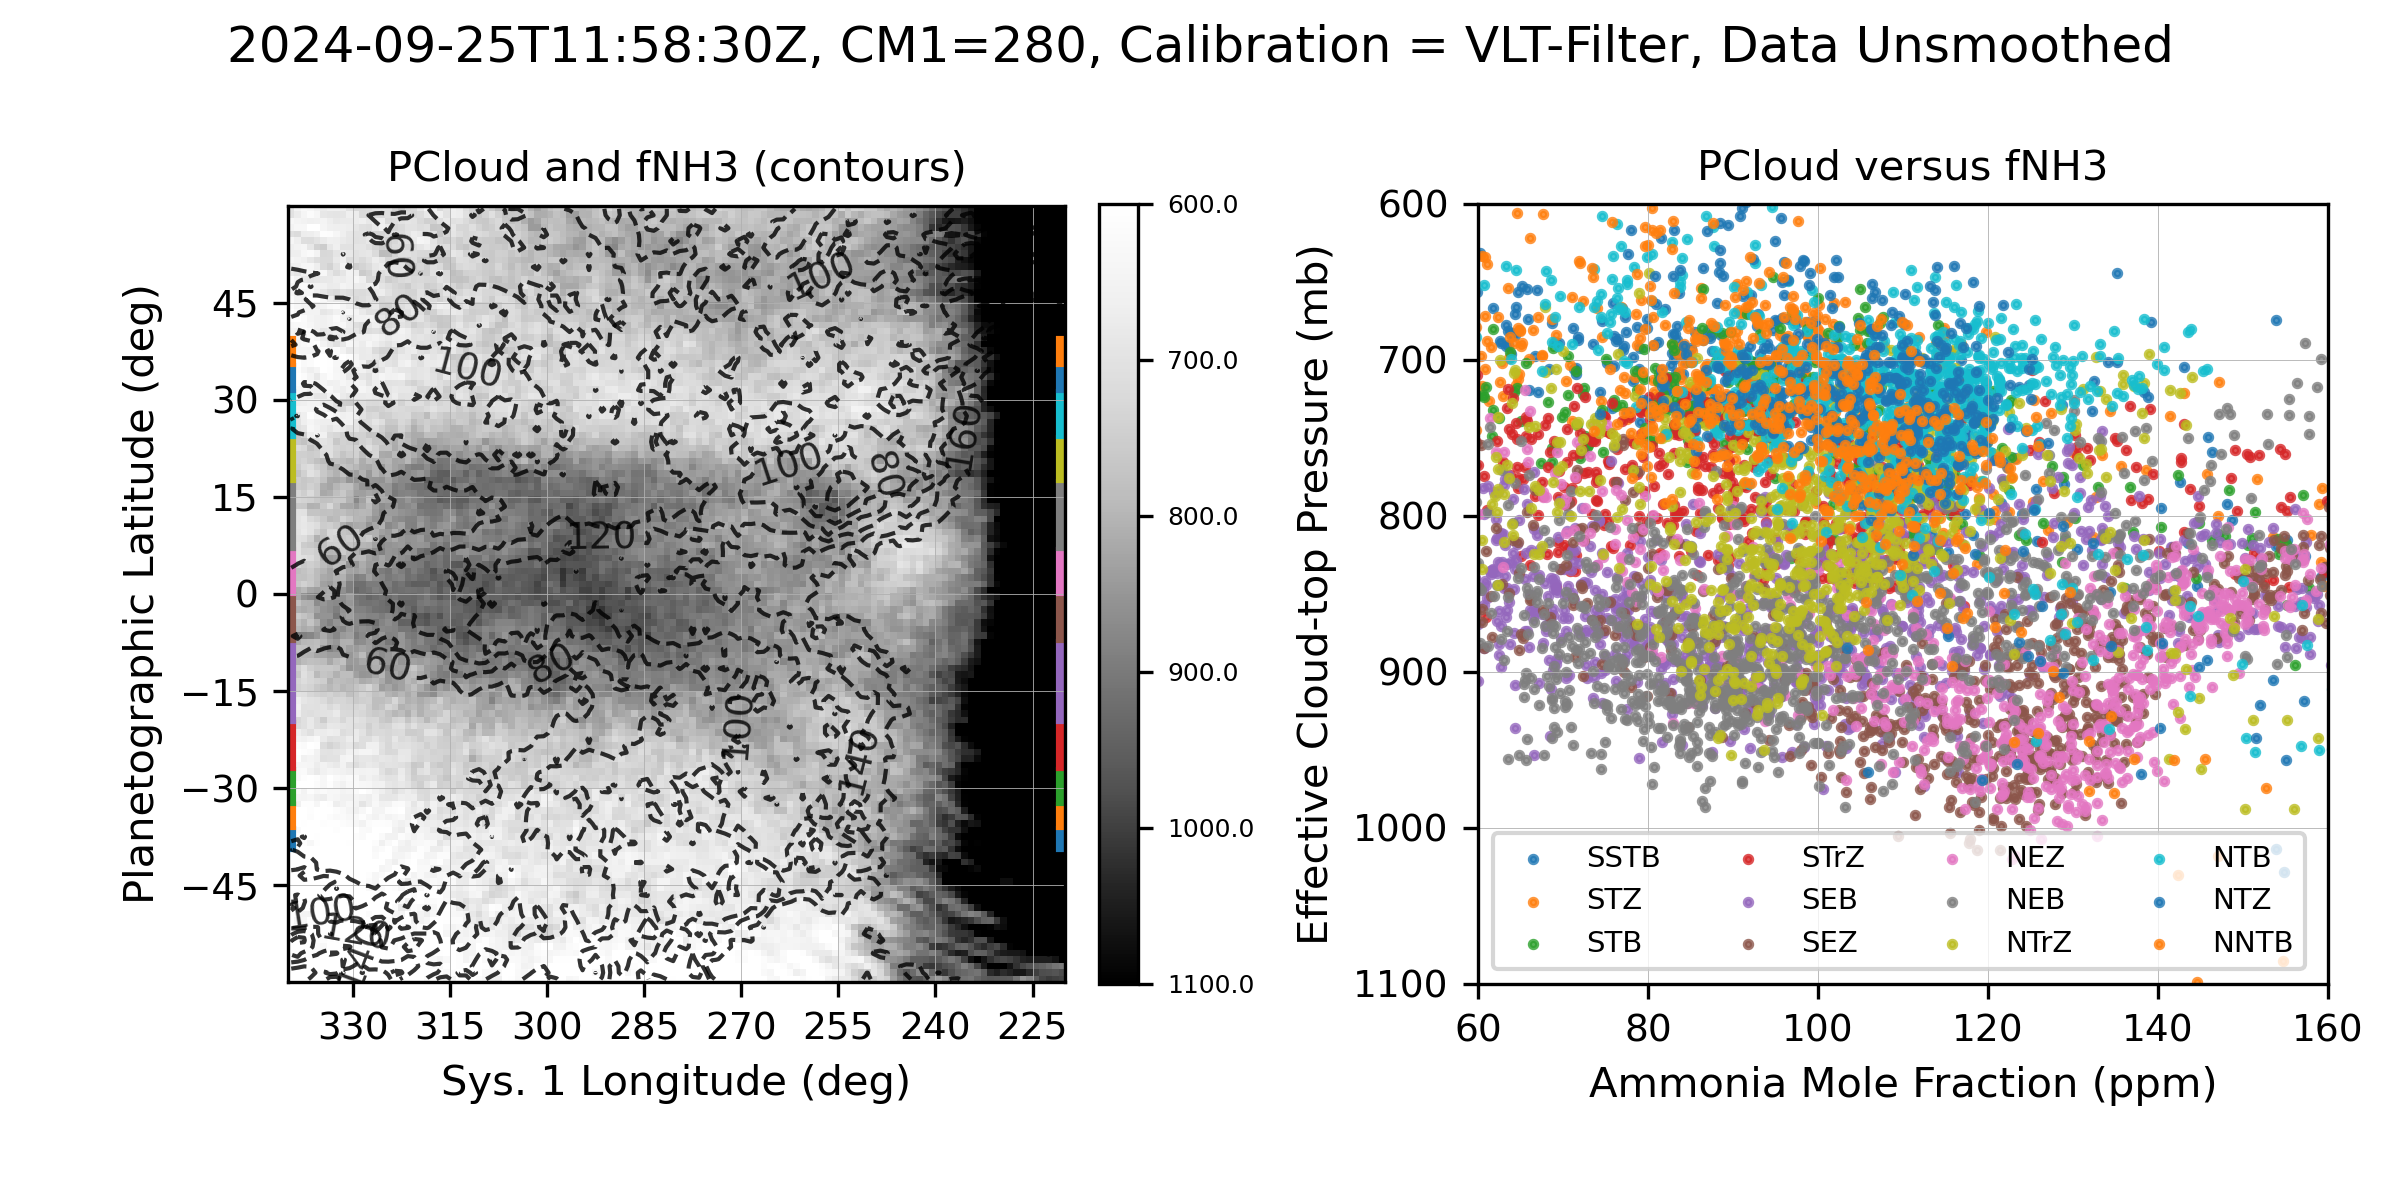 2024-09-25T11:58:30Z, CM1=280, Calibration = VLT-Filter, Data Unsmoothed
PCloud and fNH3 (contours)
Planetographic Latitude (deg)
45
30
15
0
−15
−30
−45
330 315 300 285 270 255 240 225
Sys. 1 Longitude (deg)
60
80
100
100
160
100
80
120
60
60
80
100
140
100
120
600.0
700.0
800.0
900.0
1000.0
1100.0
PCloud versus fNH3
Effective Cloud-top Pressure (mb)
600
700
800
900
1000
1100
60 80 100 120 140 160
Ammonia Mole Fraction (ppm)
SSTB STrZ NEZ NTB
STZ SEB NEB NTZ
STB SEZ NTrZ NNTB